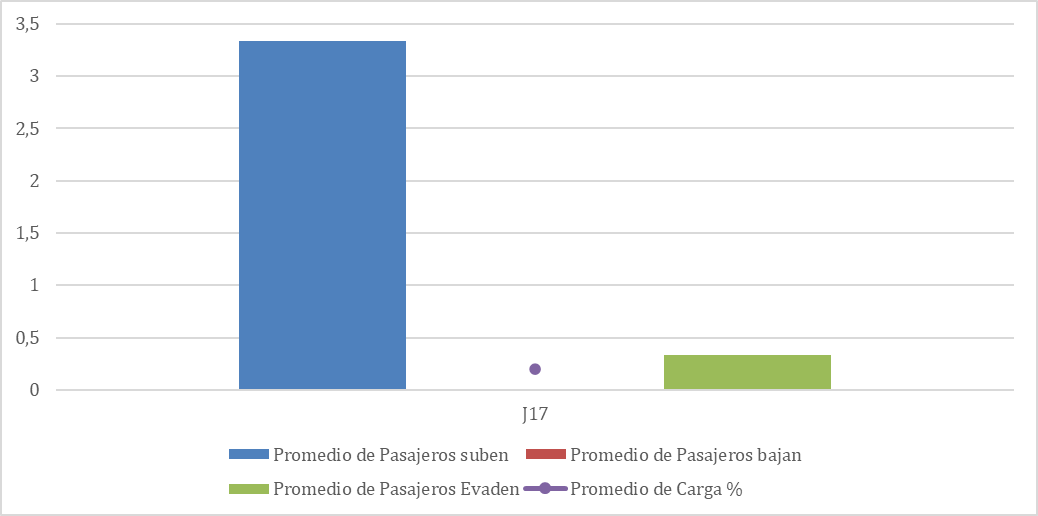 3,5
3
2,5
2
1,5
1
0,5
0
J17
Promedio de Pasajeros suben
Promedio de Pasajeros bajan
Promedio de Pasajeros Evaden
Promedio de Carga %